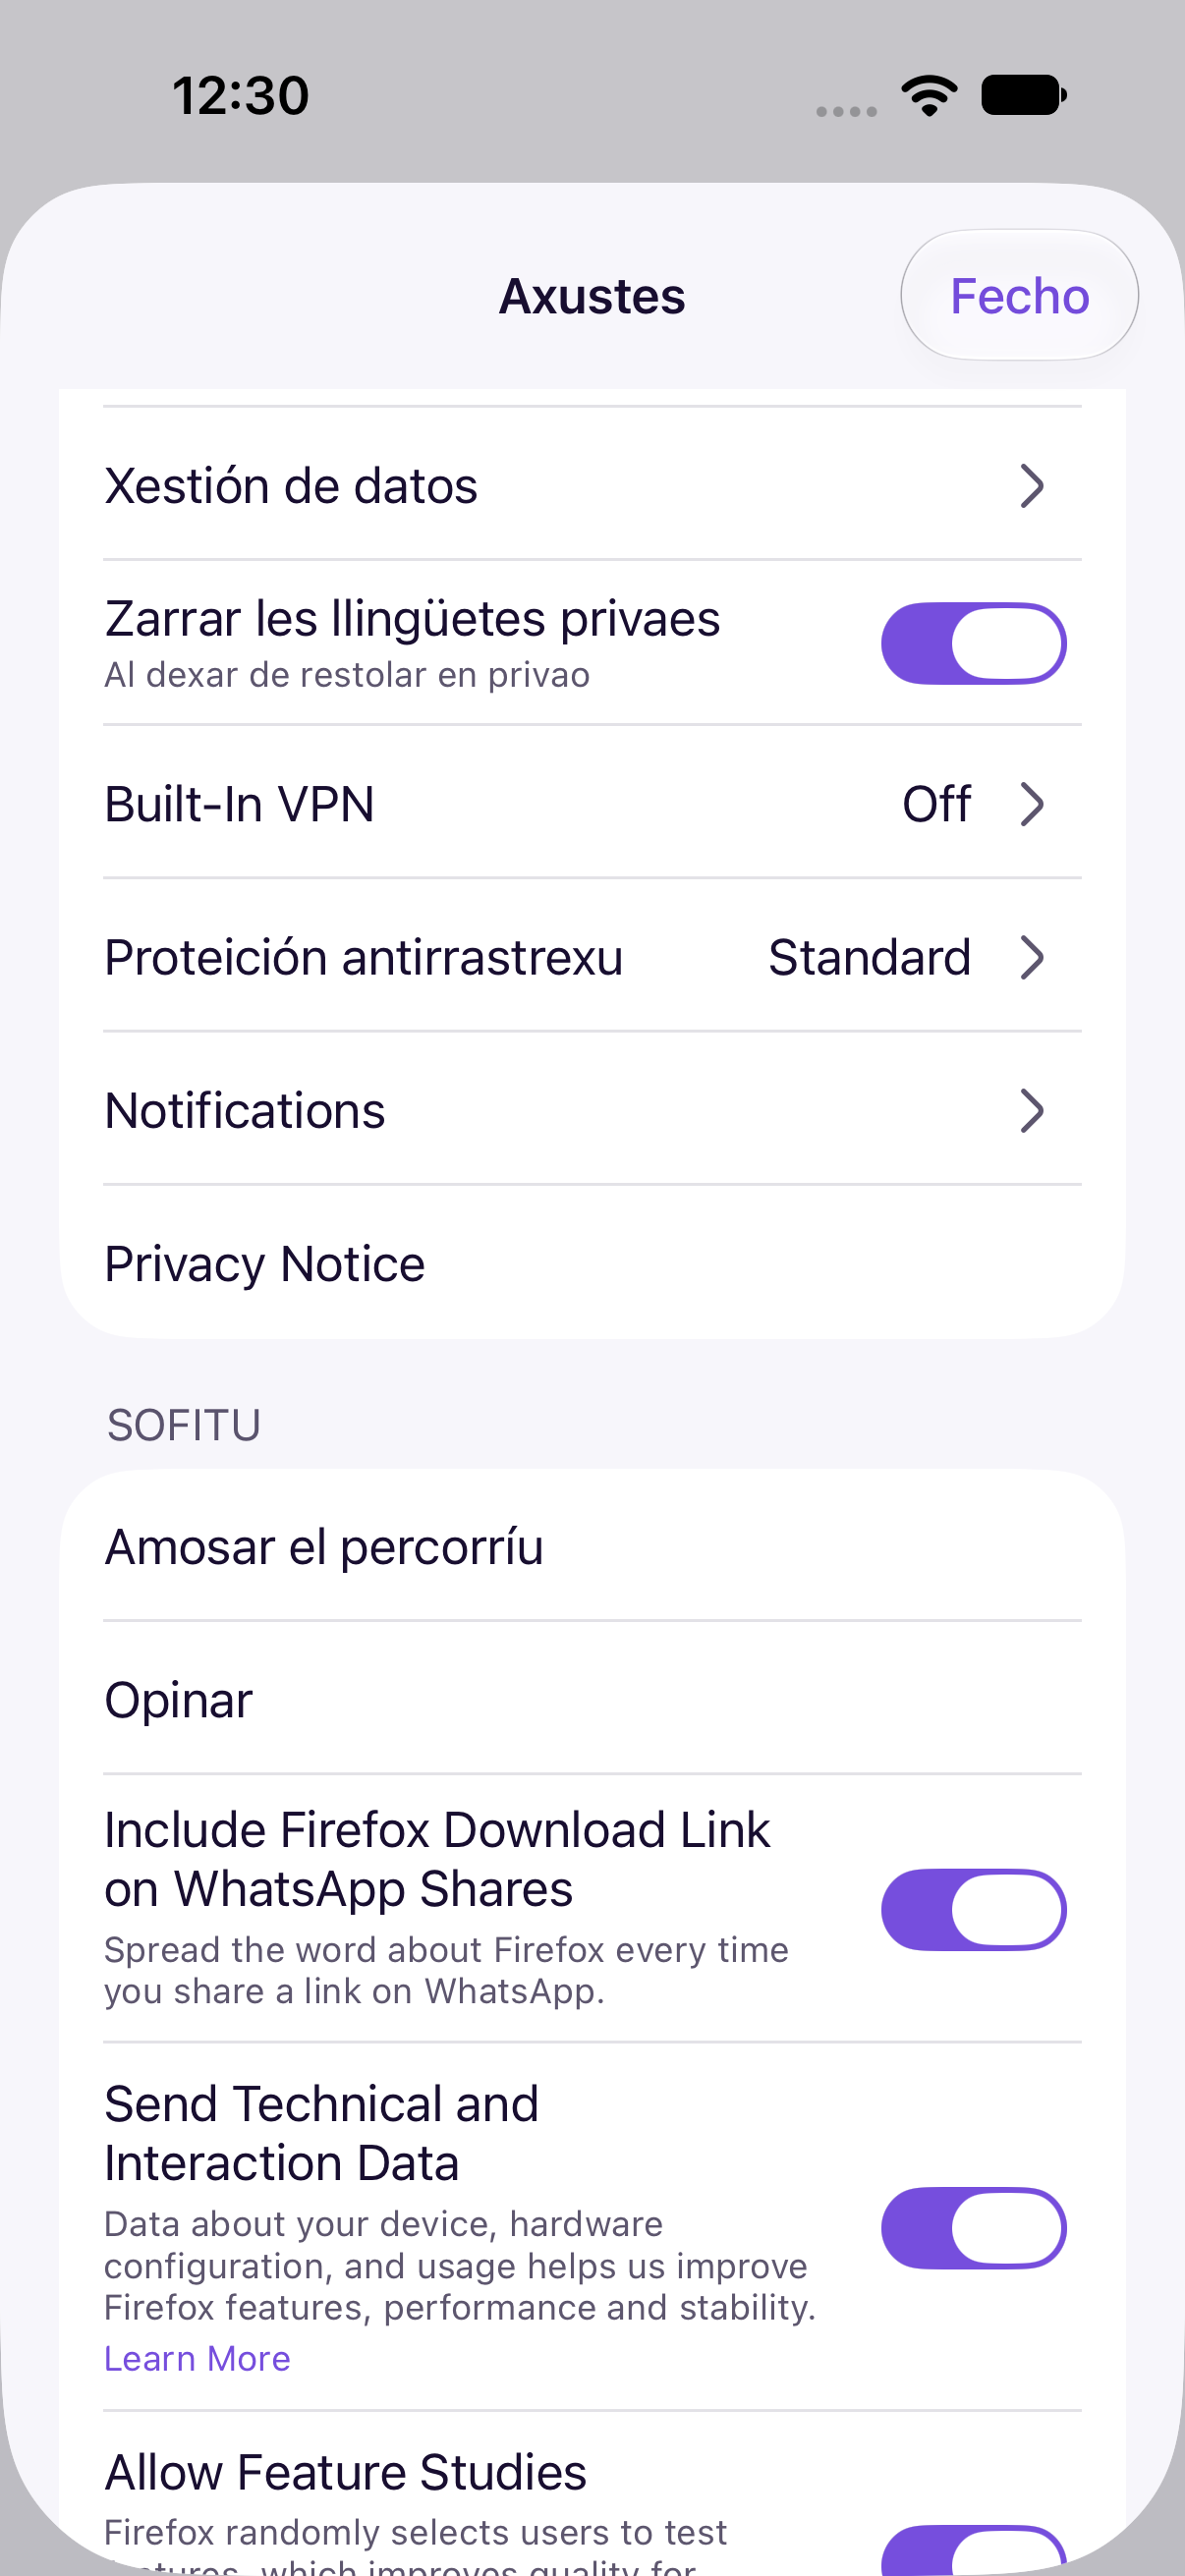 12:30
Axustes
Fecho
Xestión de datos
Zarrar les llingüetes privaes
Al dexar de restolar en privao
Built-In VPN
Off
Proteición antirrastrexu
Standard
Notifications
Privacy Notice
SOFITU
Amosar el percorríu
Opinar
Include Firefox Download Link
on WhatsApp Shares
Spread the word about Firefox every time
you share a link on WhatsApp.
Send Technical and
Interaction Data
Data about your device, hardware
configuration, and usage helps us improve
Firefox features, performance and stability.
Learn More
Allow Feature Studies
Firefox randomly selects users to test
which improves quality for